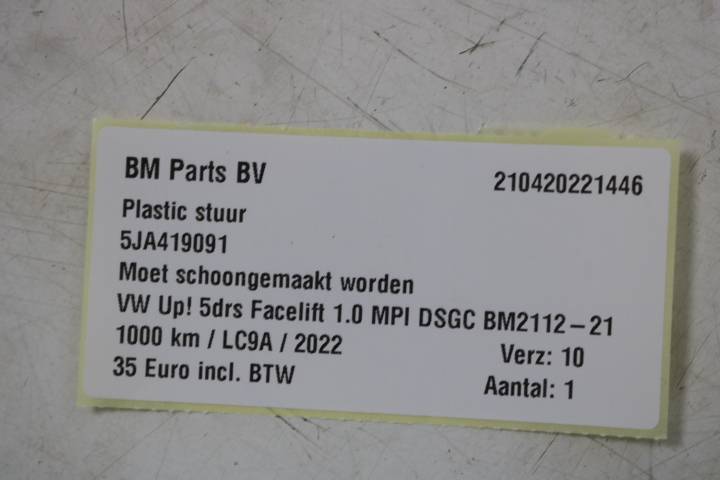 BM Parts BV 210420221446
Plastic stuur
5JA419091
Moet schoongemaakt worden
VW Up! 5drs Facelift 1.0 MPI DSGC BM2112-21
1000 km / LC9A / 2022 Verz: 10
35 Euro incl. BTW Aantal: 1